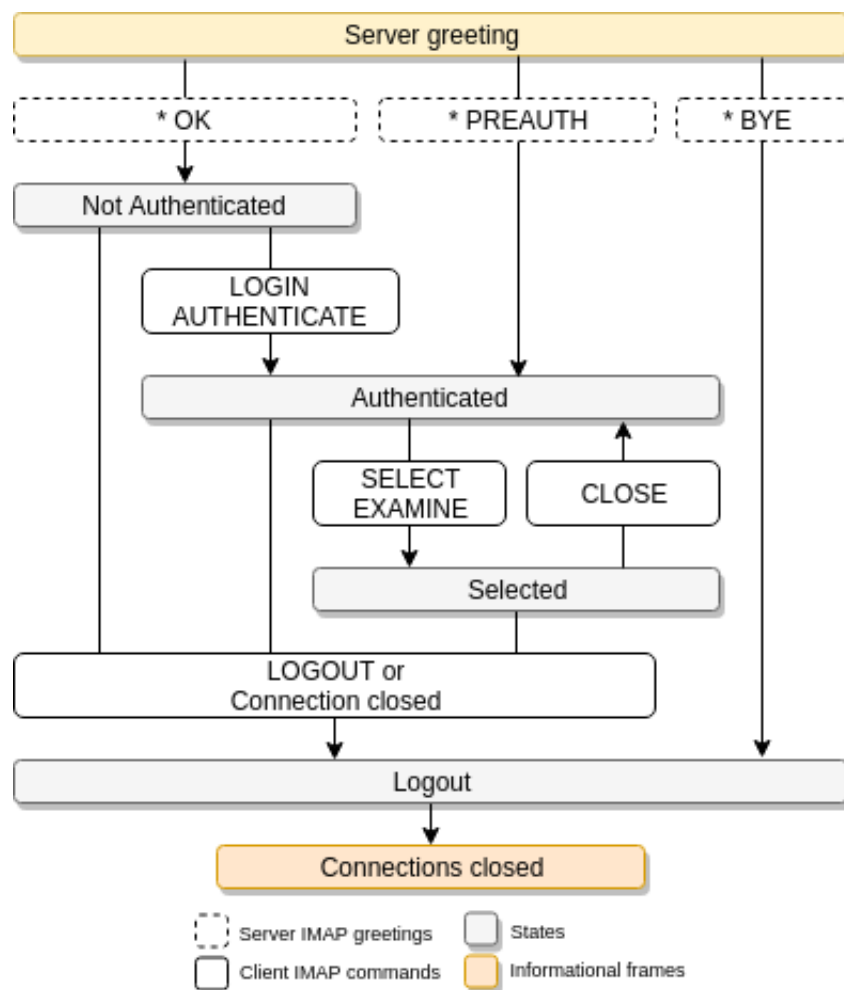 Server greeting
* OK
* PREAUTH
* BYE
Not Authenticated
LOGIN
AUTHENTICATE
Authenticated
SELECT
EXAMINE
CLOSE
Selected
LOGOUT or
Connection closed
Logout
Connections closed
Server IMAP greetings
States
Client IMAP commands
Informational frames